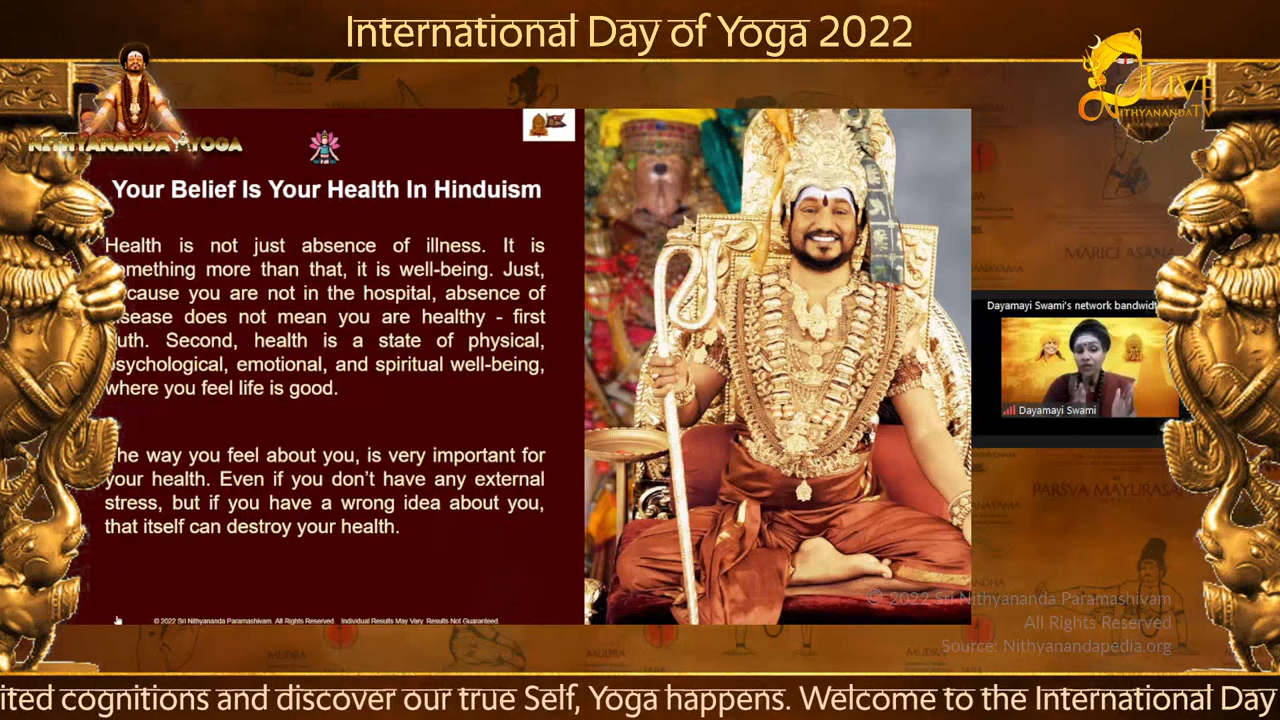 International Day of Yoga 2022
LIVE
NITHYANANDATV
NITHYANANDA YOGA
Your Belief Is Your Health In Hinduism
Health is not just absence of illness. It is
omething more than that, it is well-being. Just,
cause you are not in the hospital, absence of
sease does not mean you are healthy - first
uth. Second, health is a state of physical,
psychological, emotional, and spiritual well-being,
where you feel life is good.
he way you feel about you, is very important for
your health. Even if you don't have any external
stress, but if you have a wrong idea about you,
that itself can destroy your health.
© 2022 Sri Nithyananda Paramashivam All Rights Reserved. Individual Results May Vary. Results Not Guaranteed.
MARICI ASANA
Dayamayi Swami's network bandwidt
Dayamayi Swami
PARSVA MAYURASA
© 2022 Sri Nithyananda Paramashivam
All Rights Reserved
Source: Nithyanandapedia.org
MUDRA
MUDRA
ited cognitions and discover our true Self, Yoga happens. Welcome to the International Day